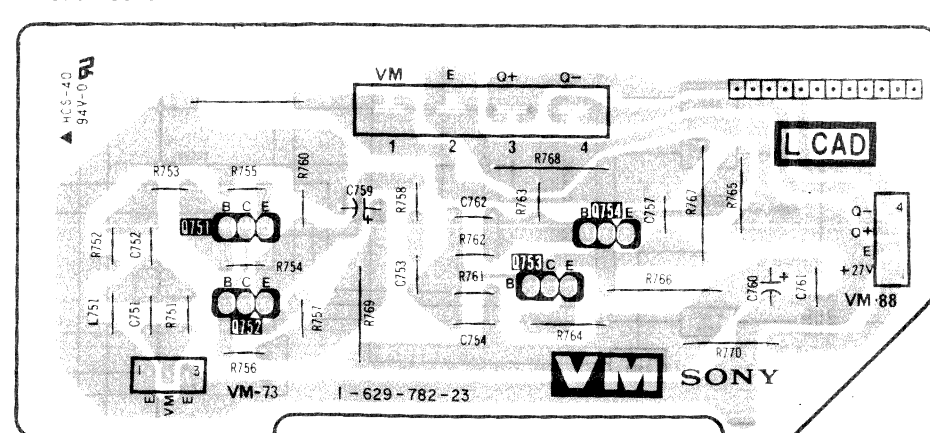 HCS-40
94V-0
VM E Q+ Q-
1 2 3 4
L CAD
R753 R755 R760 C759 R758 C762 R763 R768 C757 R767 R765
B C E
Q751
B Q754 E
Q-
Q+
E
+27V
4
1
VM-88
R752 C752 R754 C753 R762 R761
Q753 C E
B
R766 C760 + C761
L751 C751 R751
B C E
Q752
R757 R769 C754 R764 R770
R756
1 3
E VM E
VM-73
1-629-782-23
VM
SONY